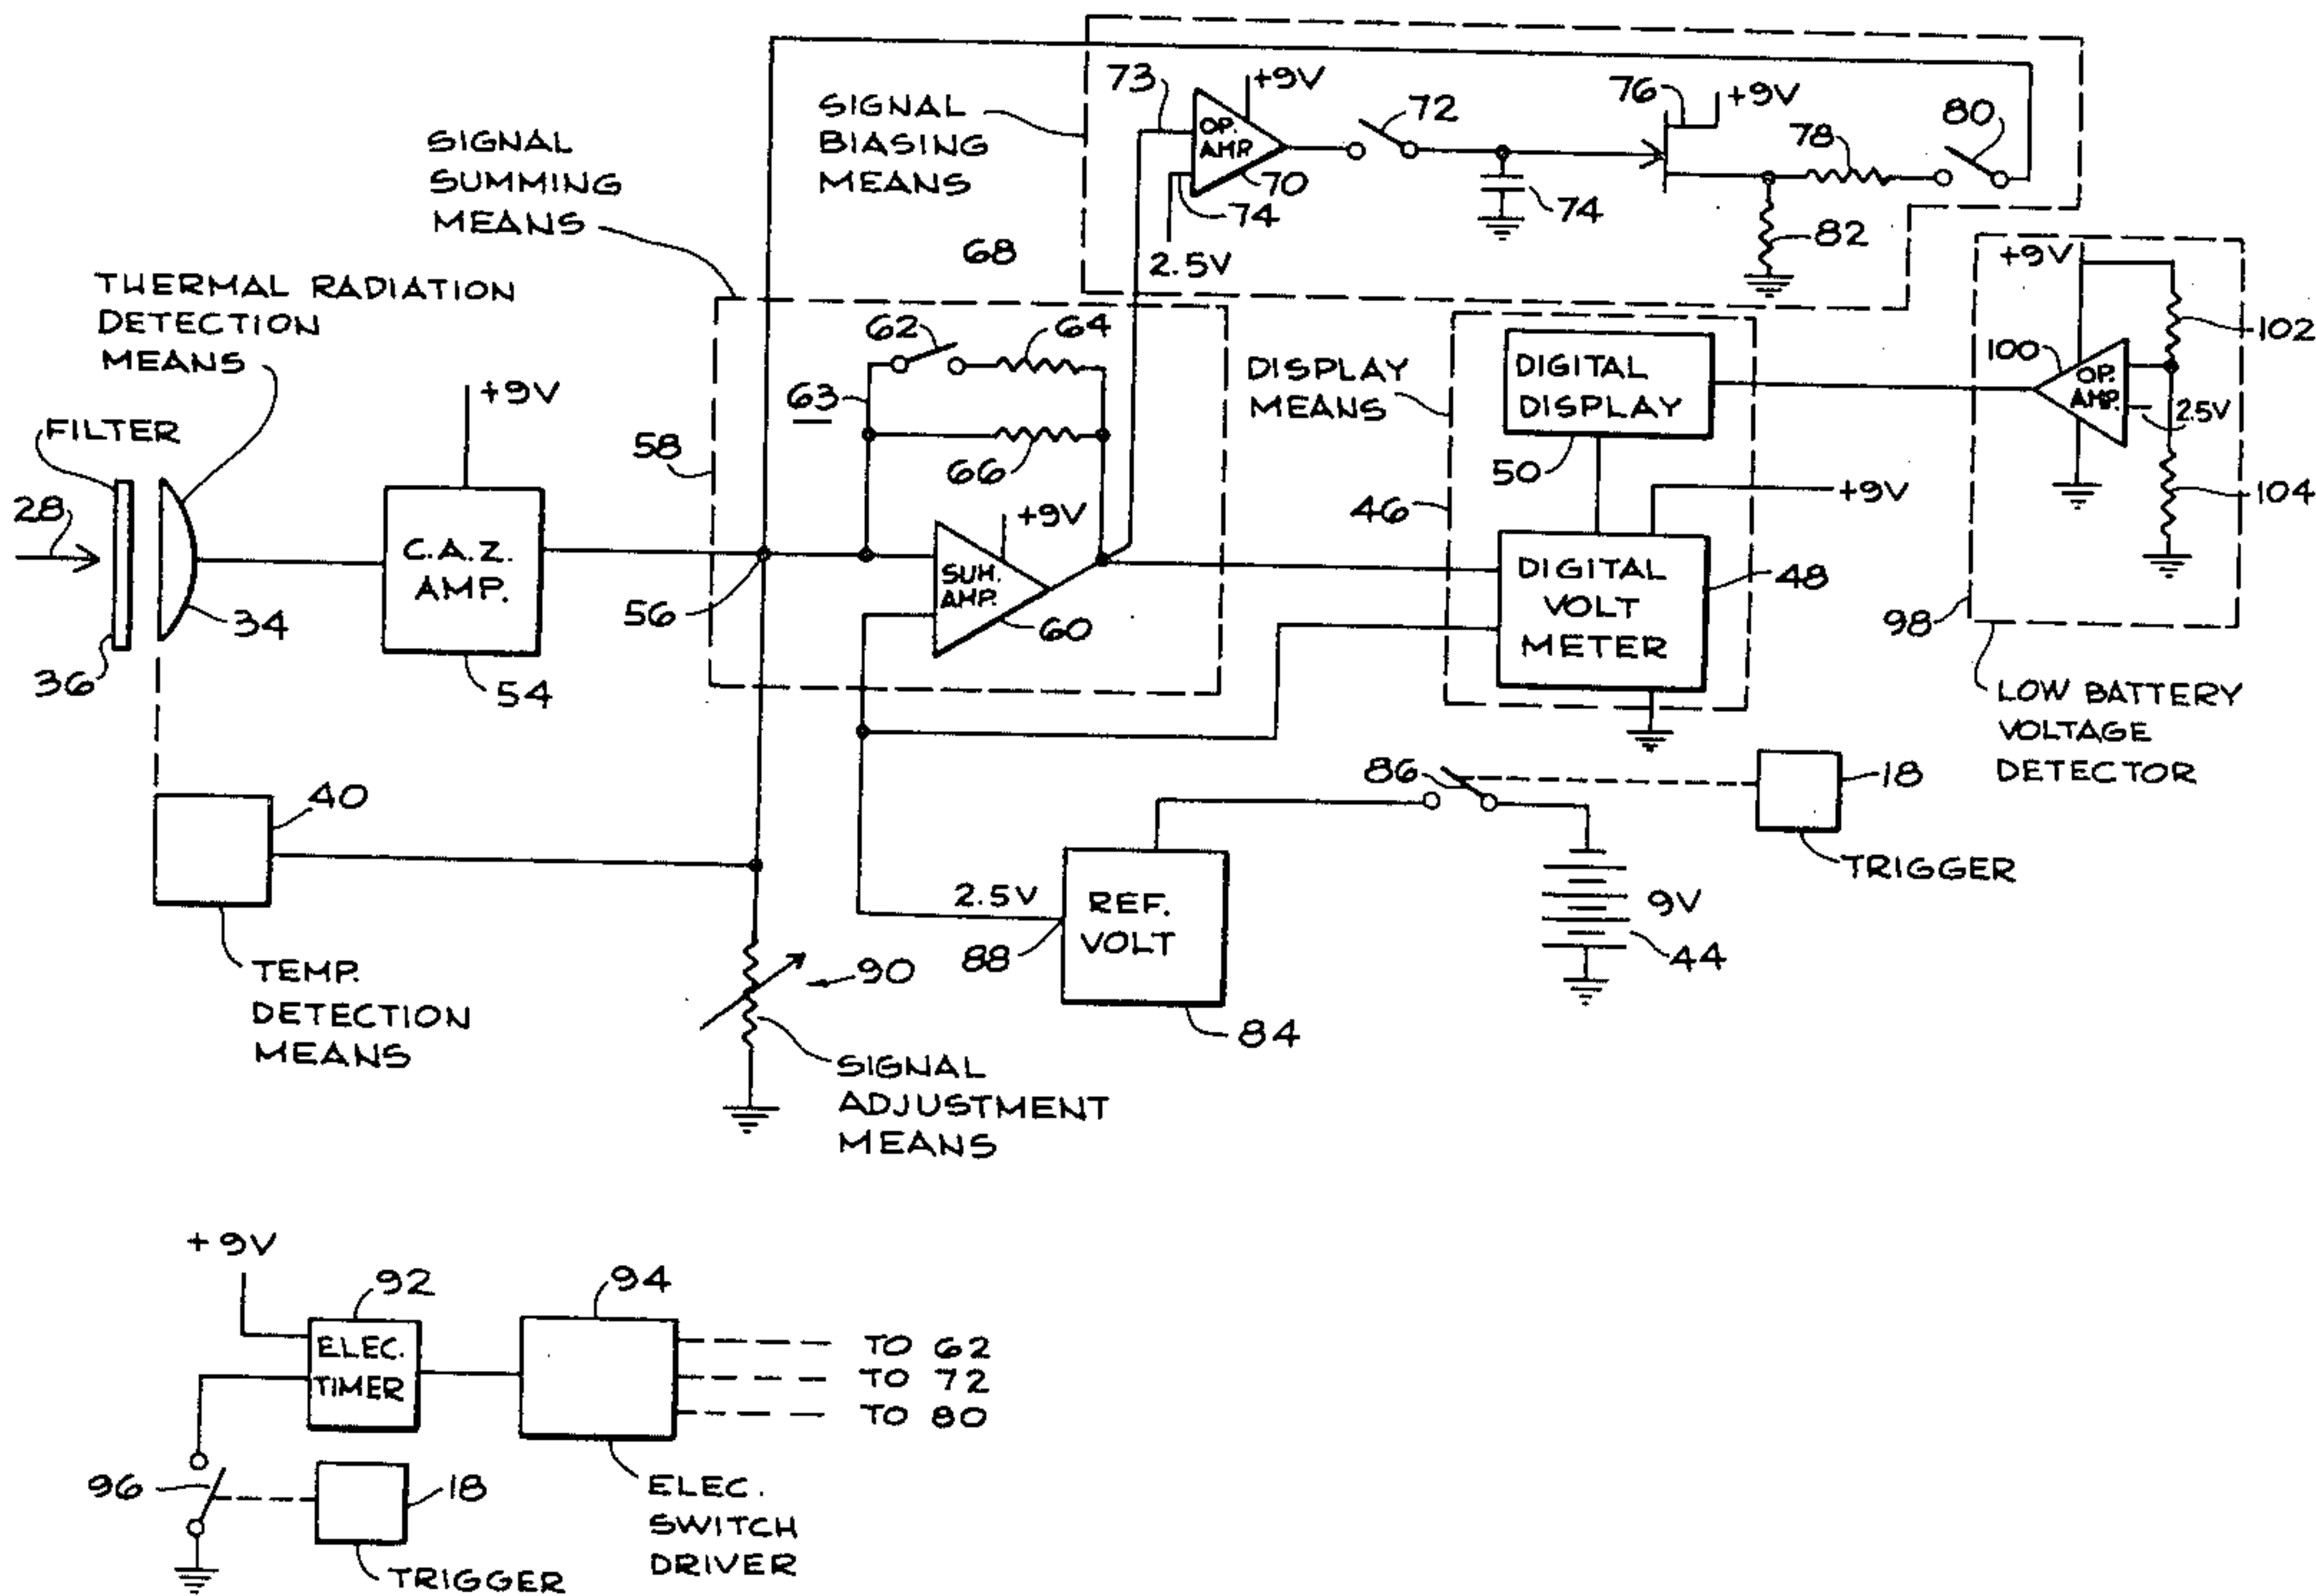 SIGNAL
SUMMING
MEANS
SIGNAL
BIASING
MEANS
73
+9V
OP.
AMP.
70
74
2.5V
68
72
74
76
+9V
78
80
82
THERMAL RADIATION
DETECTION
MEANS
FILTER
28
36
34
+9V
C.A.Z.
AMP.
54
56
58
62
64
63
66
+9V
SUM.
AMP.
60
DISPLAY
MEANS
46
DIGITAL
DISPLAY
50
+9V
DIGITAL
VOLT
METER
48
+9V
100
OP.
AMP.
2.5V
102
104
98
LOW BATTERY
VOLTAGE
DETECTOR
40
TEMP.
DETECTION
MEANS
90
SIGNAL
ADJUSTMENT
MEANS
2.5V
88
REF.
VOLT
84
86
9V
44
18
TRIGGER
+9V
92
ELEC.
TIMER
94
TO 62
TO 72
TO 80
ELEC.
SWITCH
DRIVER
96
18
TRIGGER